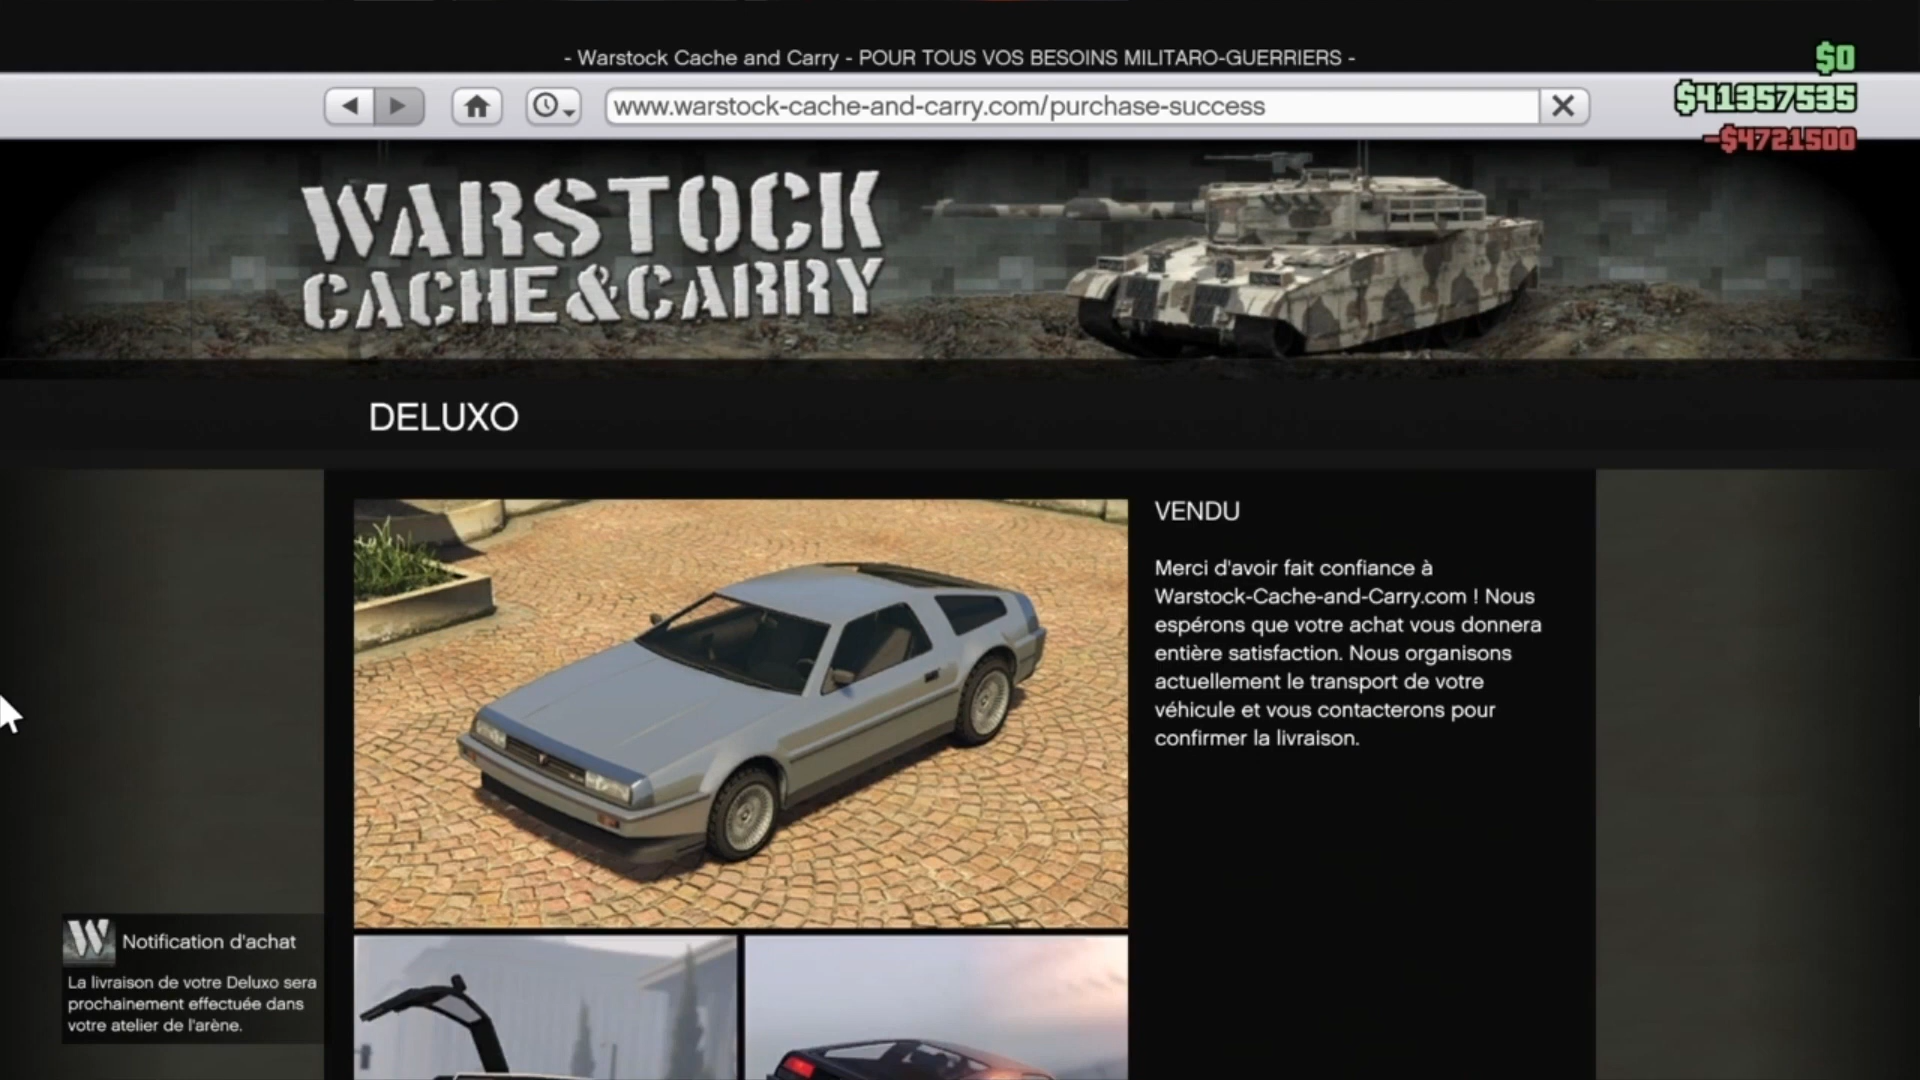 - Warstock Cache and Carry - POUR TOUS VOS BESOINS MILITARO-GUERRIERS -
$0
www.warstock-cache-and-carry.com/purchase-success
$41357535
-$4721500
WARSTOCK
CACHE&CARRY
DELUXO
VENDU
Merci d'avoir fait confiance à
Warstock-Cache-and-Carry.com ! Nous
espérons que votre achat vous donnera
entière satisfaction. Nous organisons
actuellement le transport de votre
véhicule et vous contacterons pour
confirmer la livraison.
W
Notification d'achat
La livraison de votre Deluxo sera
prochainement effectuée dans
votre atelier de l'arène.